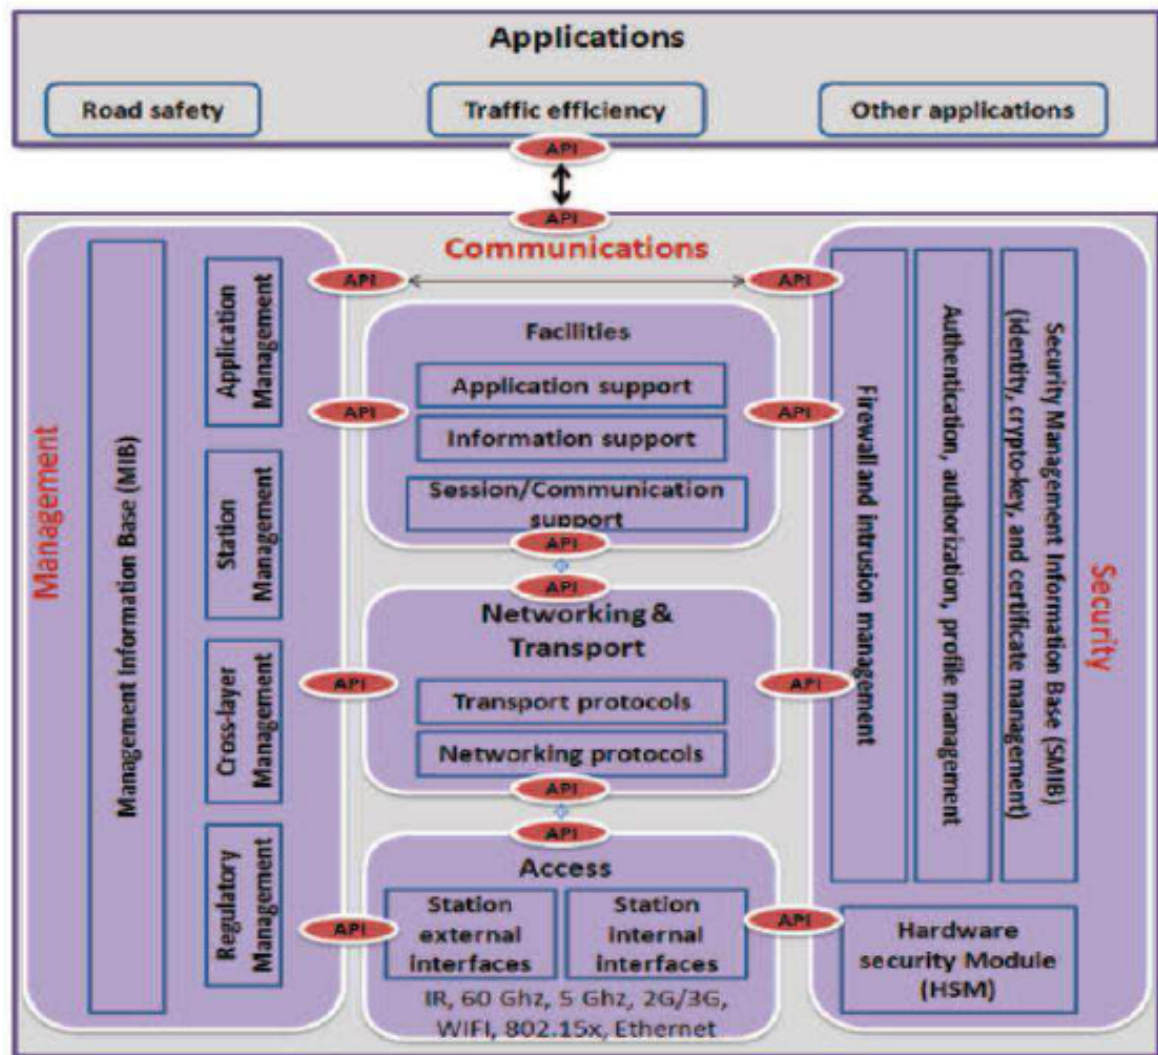 Applications
Road safety
Traffic efficiency
Other applications
API
API
Communications
Management
Management Information Base (MIB)
Application
Management
Station
Management
Cross-layer
Management
Regulatory
Management
API
API
Facilities
Application support
Information support
Session/Communication
support
API
API
API
API
Networking &
Transport
Transport protocols
Networking protocols
API
API
API
API
Access
Station
external
interfaces
Station
internal
interfaces
IR, 60 Ghz, 5 Ghz, 2G/3G,
WIFI, 802.15x, Ethernet
API
API
Firewall and intrusion management
Authentication, authorization, profile management
Security Management Information Base (SMIB)
(identity, crypto-key, and certificate management)
Security
Hardware
security Module
(HSM)